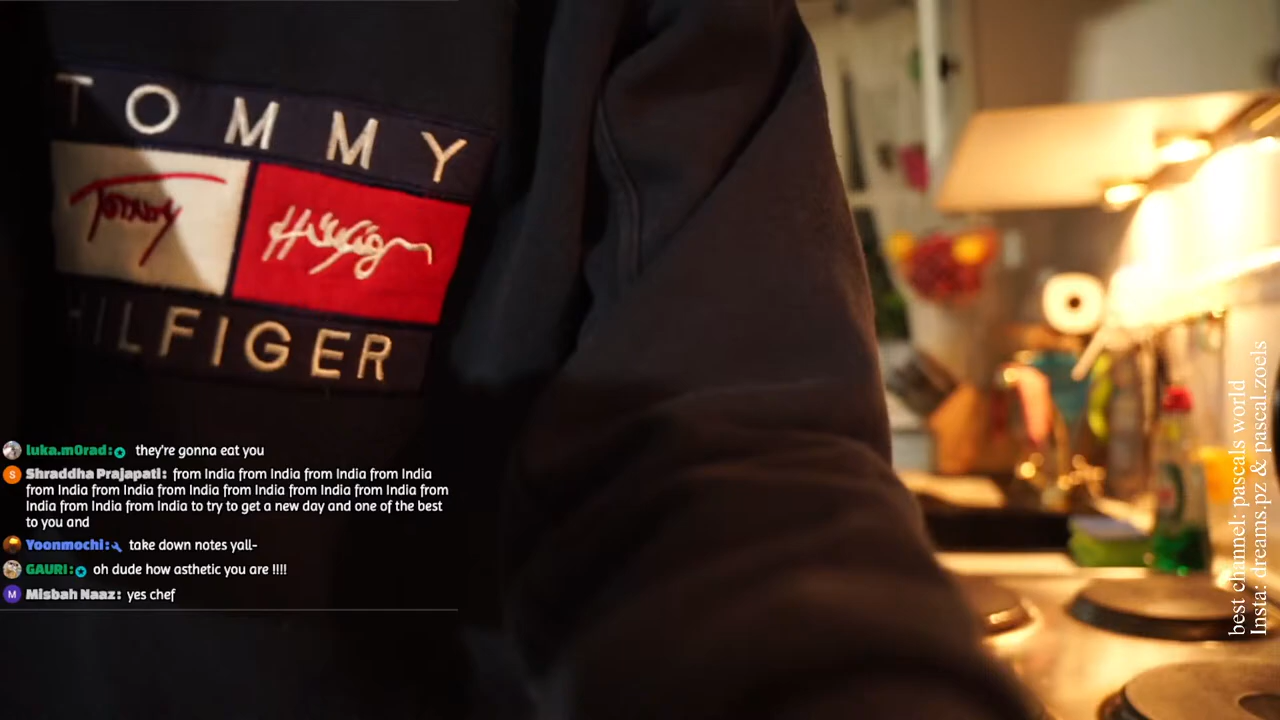 TOMMY
Tommy Hilfiger
HILFIGER
luka.m0rad: they're gonna eat you
Shraddha Prajapati: from India from India from India from India
from India from India from India from India from India from India from
India from India from India to try to get a new day and one of the best
to you and
Yoonmochi: take down notes yall-
GAURI: oh dude how asthetic you are !!!!
Misbah Naaz: yes chef
best channel: pascals world
Insta: dreams.pz & pascal.zoels